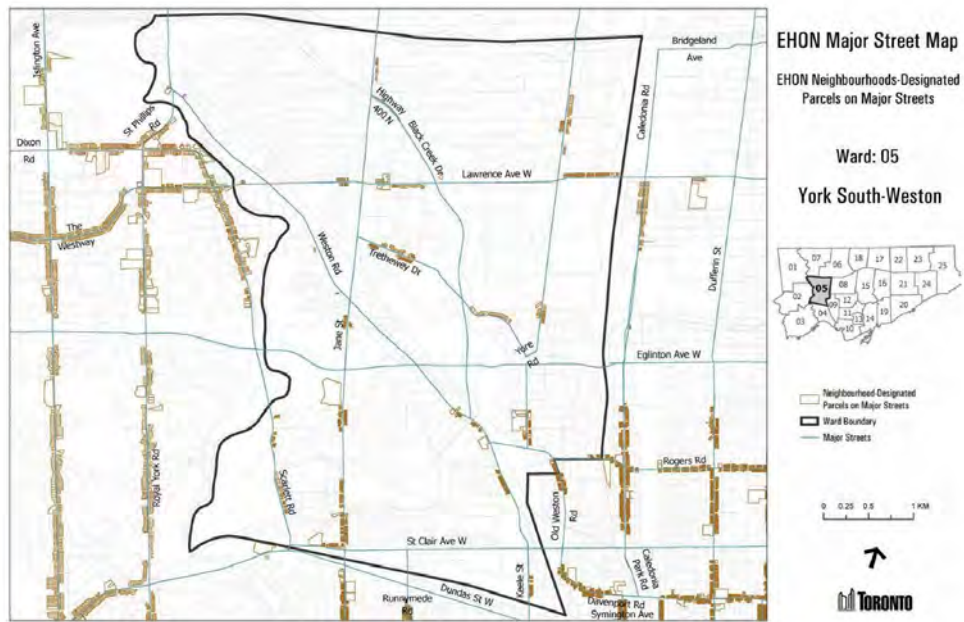 EHON Major Street Map
EHON Neighbourhoods-Designated
Parcels on Major Streets
Ward: 05
York South-Weston
Islington Ave
St Phillips
Rd
Dixon
Rd
The
Westway
Royal York Rd
Scarlett Rd
Weston Rd
Jane St
Trethewey Dr
Highway
400 N
Black Creek Dr
Lawrence Ave W
Bridgeland
Ave
Caledonia Rd
Dufferin St
Yore
Rd
Eglinton Ave W
Rogers Rd
Old Weston
Rd
St Clair Ave W
Keele St
Caledonia
Park Rd
Dundas St W
Runnymede
Rd
Davenport Rd
Symington Ave
01
07
06
18
17
22
23
25
02
05
08
15
16
21
24
03
04
09
12
11
13
14
19
20
10
Neighbourhood-Designated
Parcels on Major Streets
Ward Boundary
Major Streets
0 0.25 0.5 1 KM
TORONTO